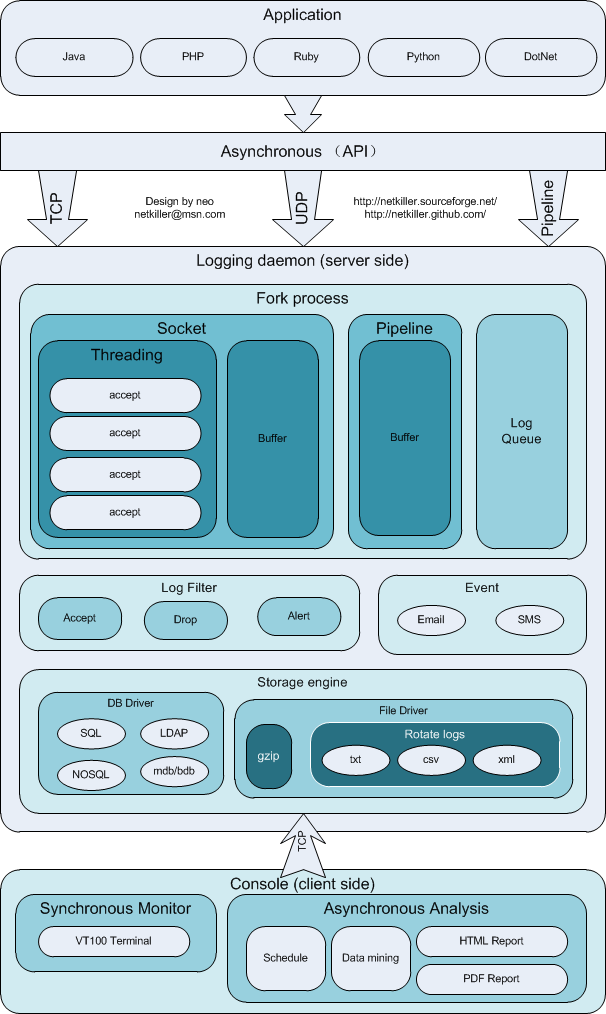 Application
Java
PHP
Ruby
Python
DotNet
Asynchronous （API）
TCP
Design by neo
netkiller@msn.com
UDP
http://netkiller.sourceforge.net/
http://netkiller.github.com/
Pipeline
Logging daemon (server side)
Fork process
Socket
Threading
accept
accept
accept
accept
Buffer
Pipeline
Buffer
Log
Queue
Log Filter
Accept
Drop
Alert
Event
Email
SMS
Storage engine
DB Driver
SQL
LDAP
NOSQL
mdb/bdb
File Driver
gzip
Rotate logs
txt
csv
xml
TCP
Console (client side)
Synchronous Monitor
VT100 Terminal
Asynchronous Analysis
Schedule
Data mining
HTML Report
PDF Report